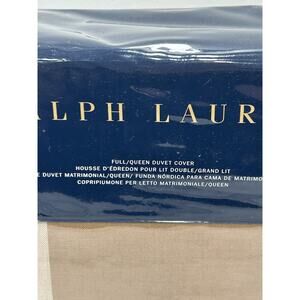 ALPH LAUR
FULL/QUEEN DUVET COVER
HOUSSE D'ÉDREDON POUR LIT DOUBLE/GRAND LIT
E DUVET MATRIMONIAL/QUEEN/ FUNDA NÓRDICA PARA CAMA DE MATRIMO
COPRIPIUMONE PER LETTO MATRIMONIALE/QUEEN